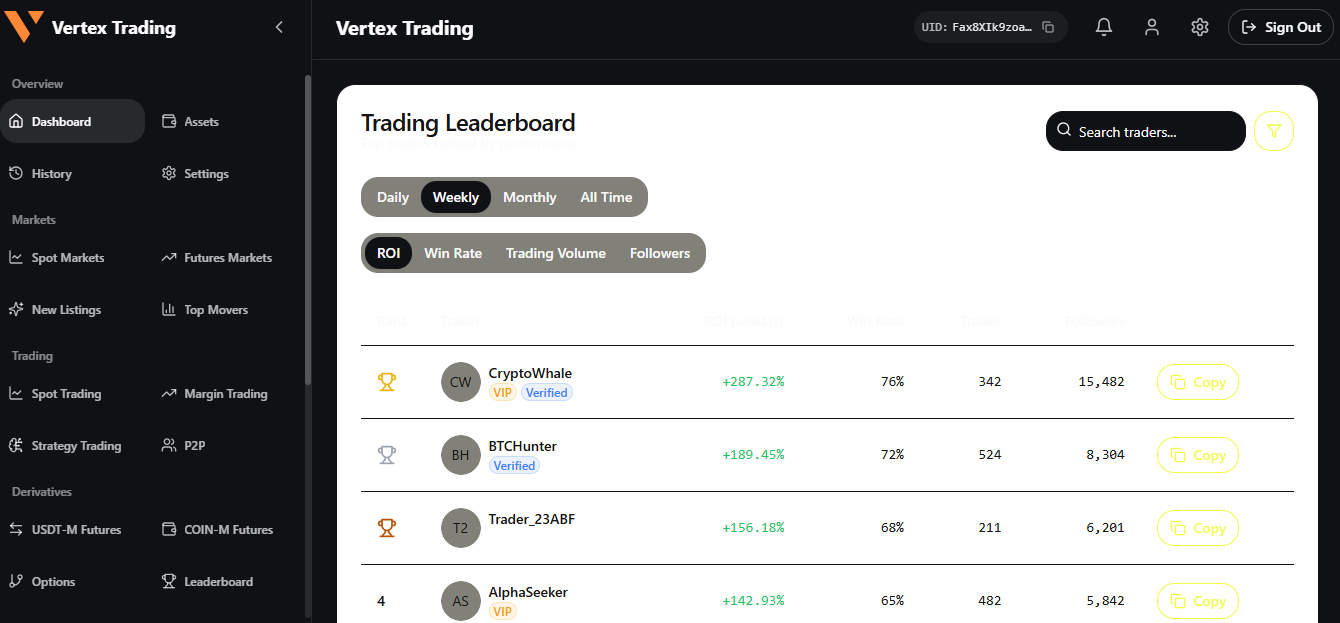 Vertex Trading
Overview
Dashboard
Assets
History
Settings
Markets
Spot Markets
Futures Markets
New Listings
Top Movers
Trading
Spot Trading
Margin Trading
Strategy Trading
P2P
Derivatives
USDT-M Futures
COIN-M Futures
Options
Leaderboard
Vertex Trading
UID: Fax8XIk9zoa…
Sign Out
Trading Leaderboard
Search traders...
Daily Weekly Monthly All Time
ROI Win Rate Trading Volume Followers
Rank Trader ROI (weekly) Win Rate Trades Followers
CW CryptoWhale +287.32% 76% 342 15,482 Copy
VIP Verified
BH BTCHunter +189.45% 72% 524 8,304 Copy
Verified
T2 Trader_23ABF +156.18% 68% 211 6,201 Copy
4 AS AlphaSeeker +142.93% 65% 482 5,842 Copy
VIP